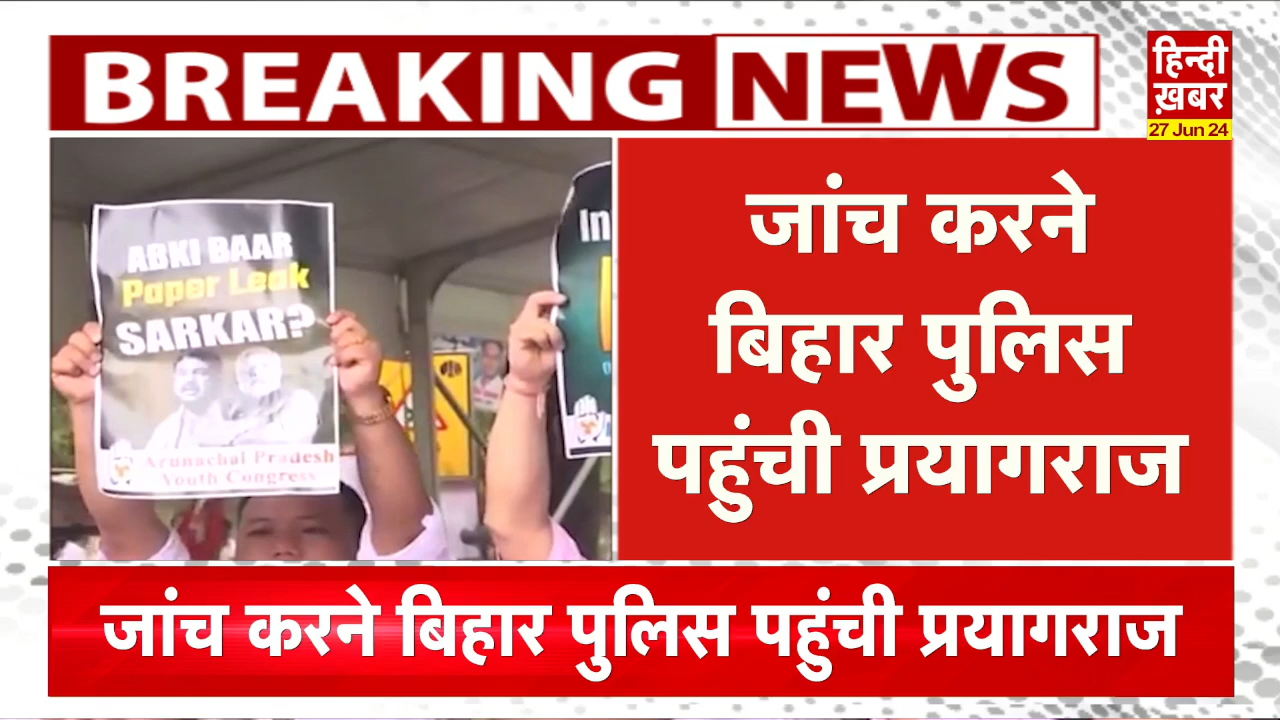 BREAKING NEWS
हिन्दी
ख़बर
27 Jun 24
ABKI BAAR
Paper Leak
SARKAR?
Arunachal Pradesh
Youth Congress
In
जांच करने
बिहार पुलिस
पहुंची प्रयागराज
जांच करने बिहार पुलिस पहुंची प्रयागराज